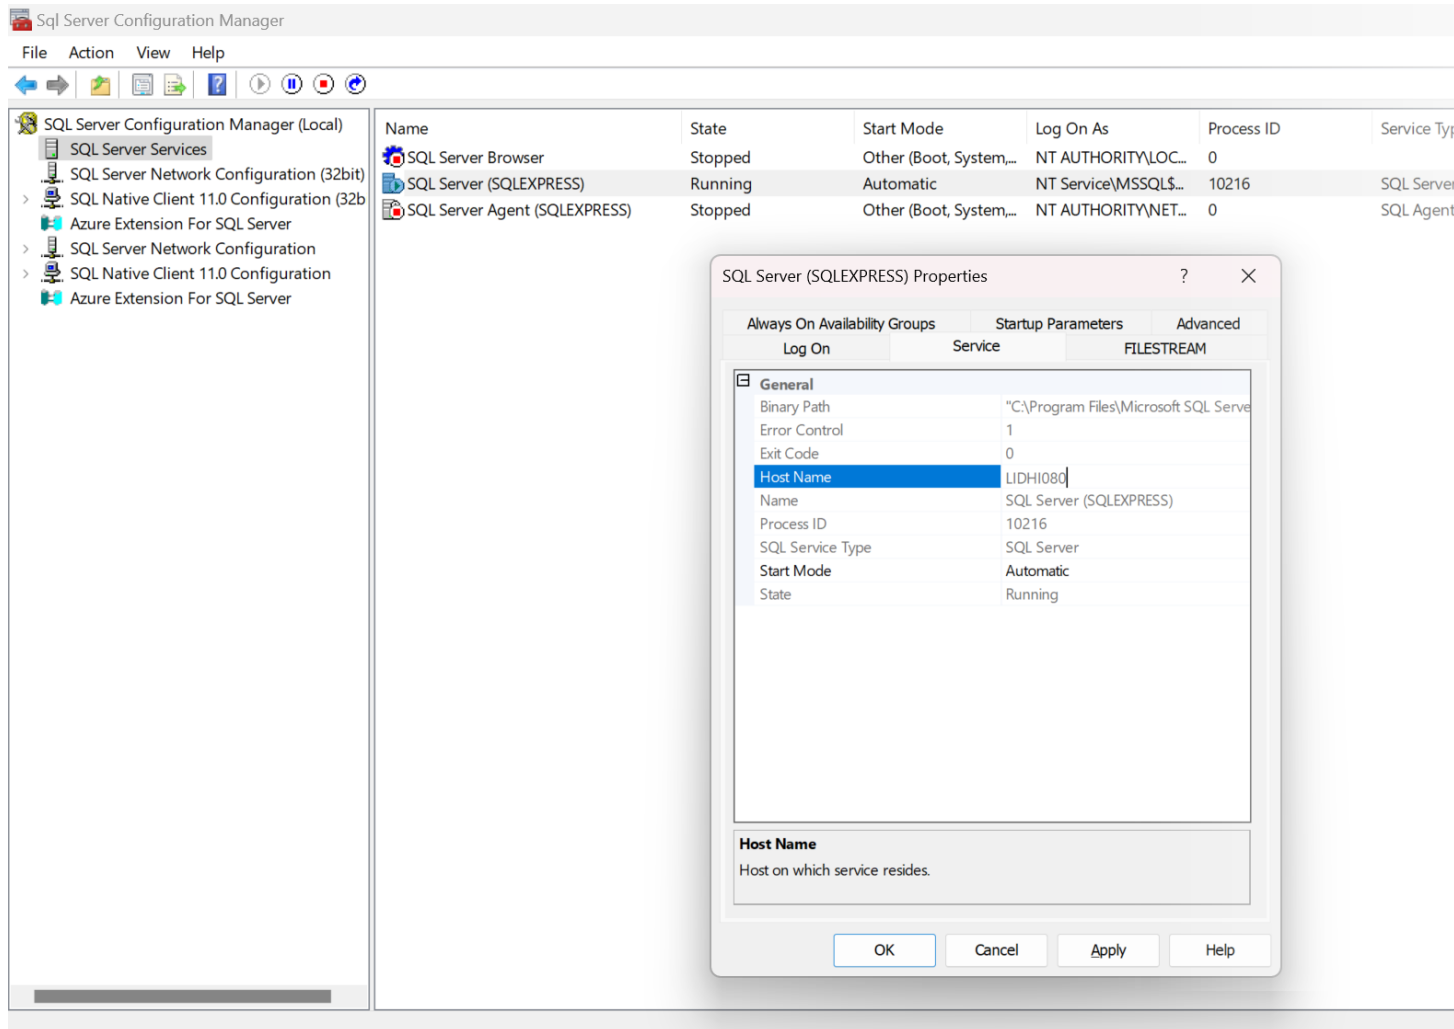 Sql Server Configuration Manager
File Action View Help
SQL Server Configuration Manager (Local)
SQL Server Services
SQL Server Network Configuration (32bit)
SQL Native Client 11.0 Configuration (32b
Azure Extension For SQL Server
SQL Server Network Configuration
SQL Native Client 11.0 Configuration
Azure Extension For SQL Server
Name State Start Mode Log On As Process ID Service Typ
SQL Server Browser Stopped Other (Boot, System,... NT AUTHORITY\LOC... 0
SQL Server (SQLEXPRESS) Running Automatic NT Service\MSSQL$... 10216 SQL Server
SQL Server Agent (SQLEXPRESS) Stopped Other (Boot, System,... NT AUTHORITY\NET... 0 SQL Agent
SQL Server (SQLEXPRESS) Properties ?
Always On Availability Groups Startup Parameters Advanced
Log On Service FILESTREAM
General
Binary Path "C:\Program Files\Microsoft SQL Serve
Error Control 1
Exit Code 0
Host Name LIDHI080
Name SQL Server (SQLEXPRESS)
Process ID 10216
SQL Service Type SQL Server
Start Mode Automatic
State Running
Host Name
Host on which service resides.
OK Cancel Apply Help